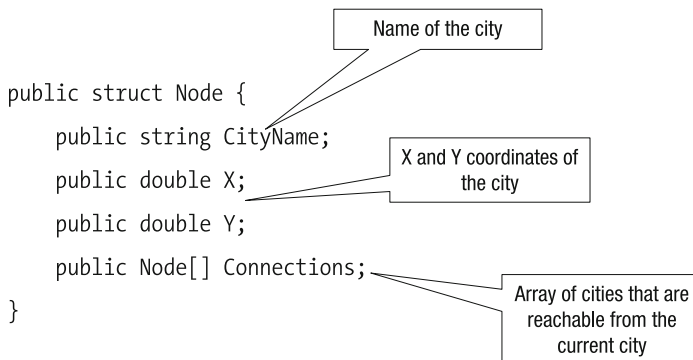 Name of the city
public struct Node {
public string CityName;
X and Y coordinates of
the city
public double X;
public double Y;
public Node[] Connections;
Array of cities that are
reachable from the
current city
}